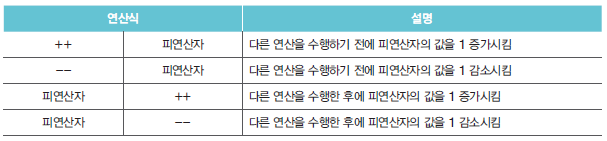 연산식 설명
++ 피연산자 다른 연산을 수행하기 전에 피연산자의 값을 1 증가시킴
-- 피연산자 다른 연산을 수행하기 전에 피연산자의 값을 1 감소시킴
피연산자 ++ 다른 연산을 수행한 후에 피연산자의 값을 1 증가시킴
피연산자 -- 다른 연산을 수행한 후에 피연산자의 값을 1 감소시킴